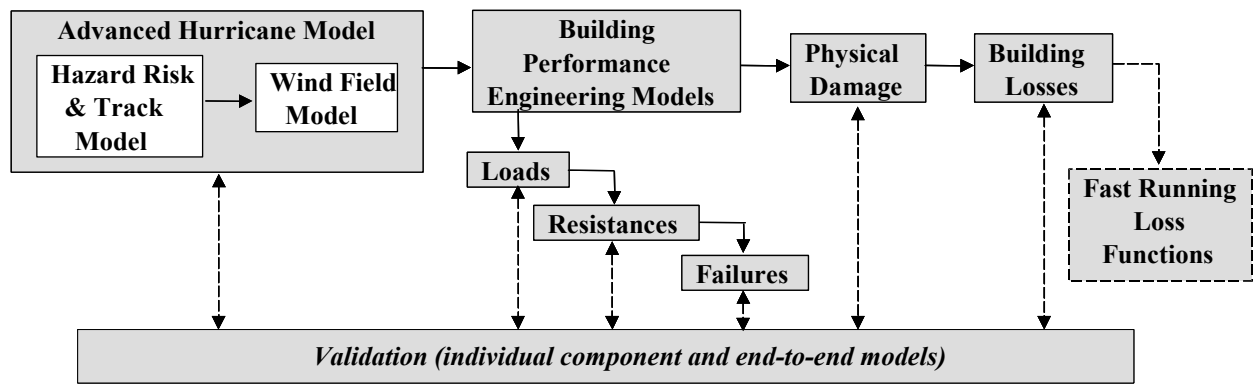 Advanced Hurricane Model
Hazard Risk
& Track
Model
Wind Field
Model
Building
Performance
Engineering Models
Physical
Damage
Building
Losses
Loads
Resistances
Failures
Fast Running
Loss
Functions
Validation (individual component and end-to-end models)